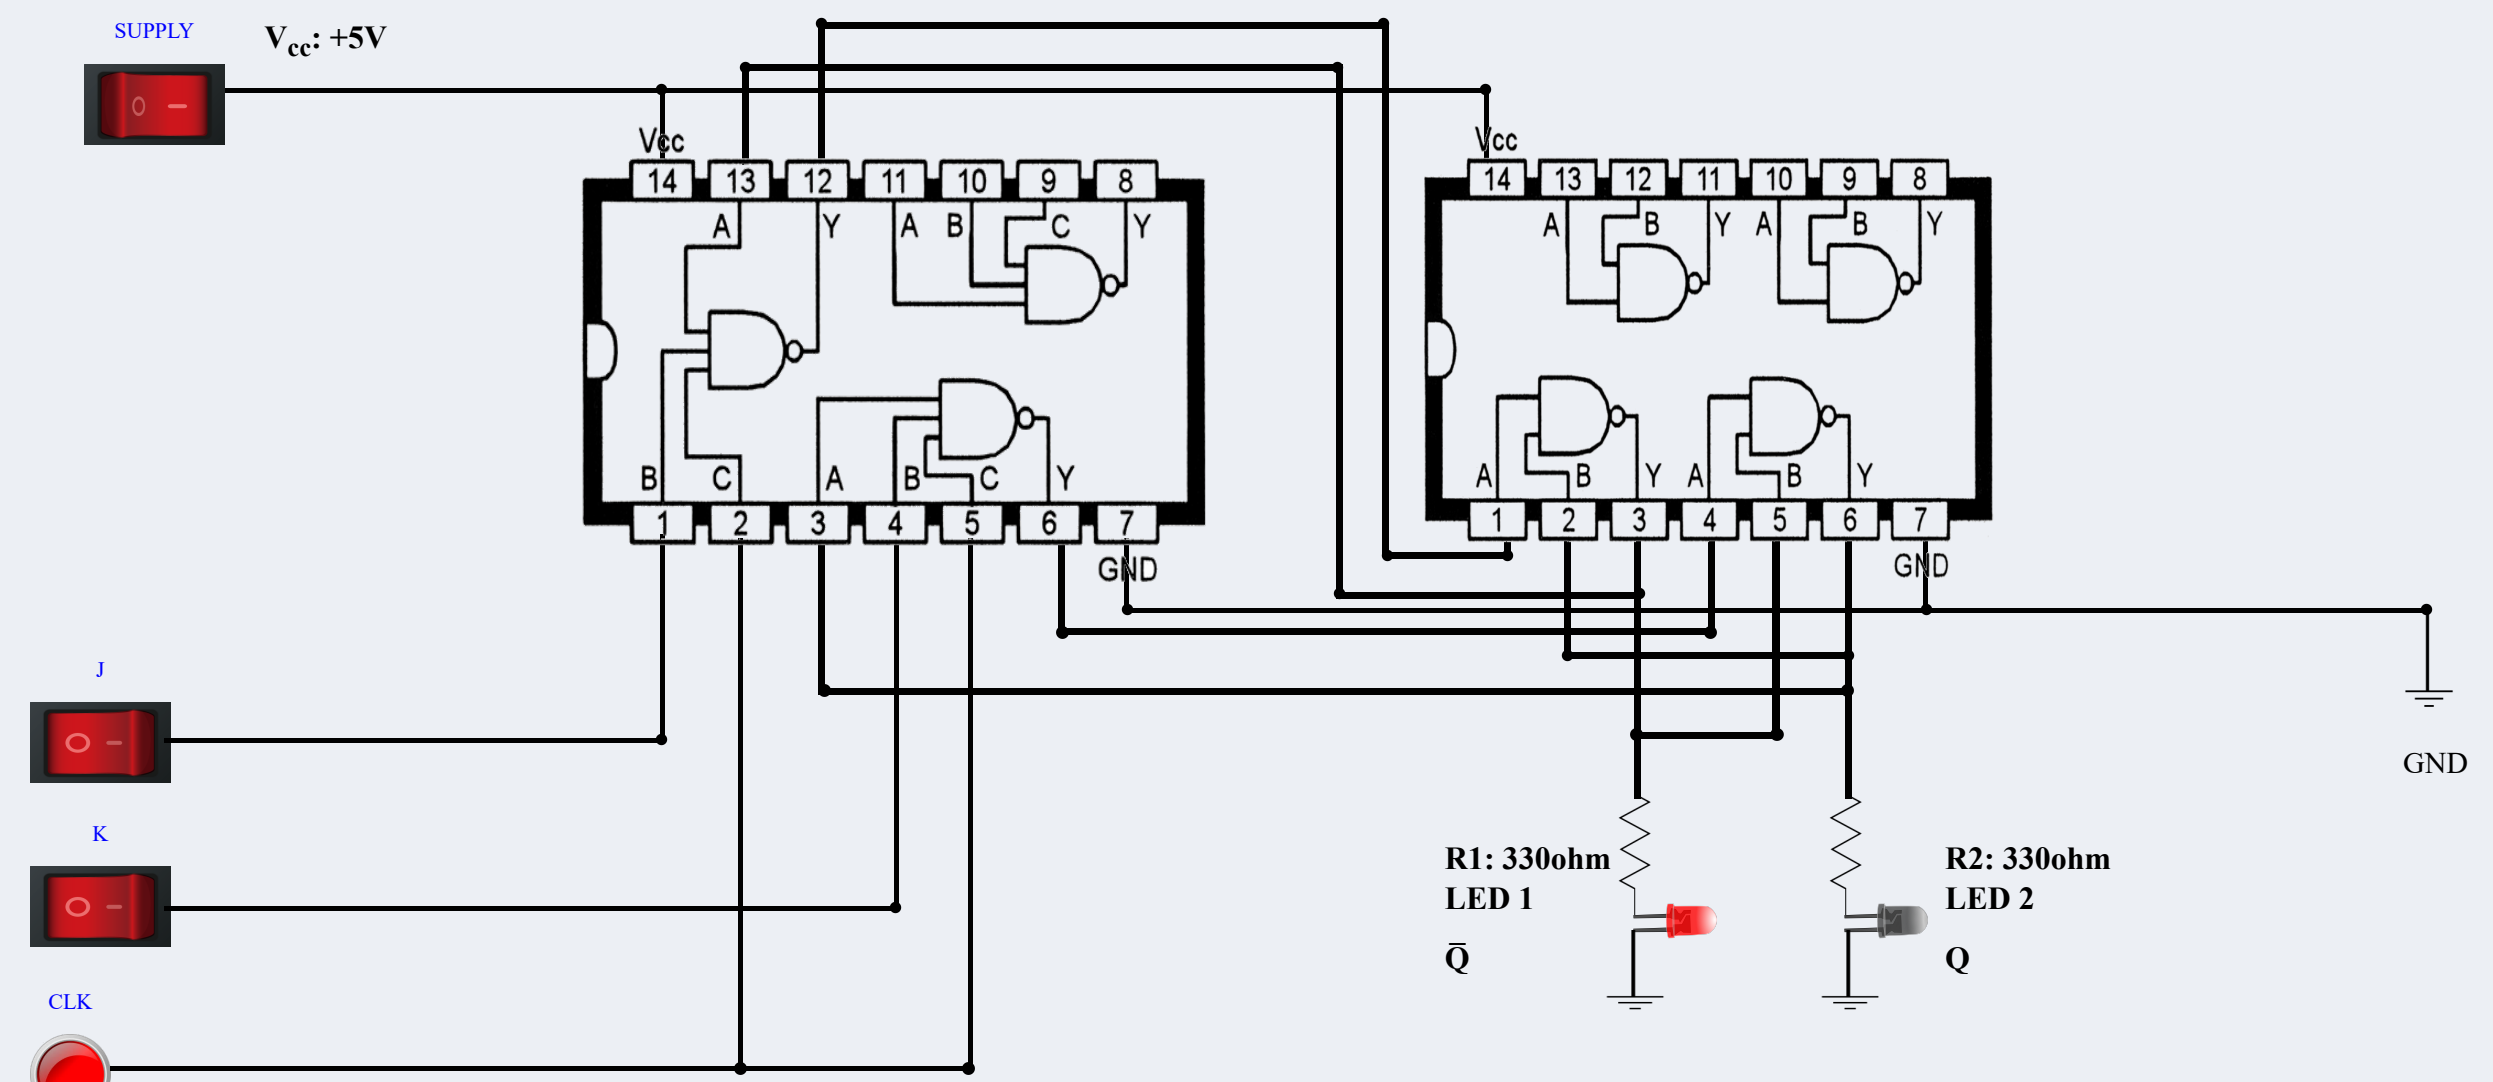 SUPPLY
Vcc: +5V
Vcc
14 13 12 11 10 9 8
A Y A B C Y
B C A B C Y
1 2 3 4 5 6 7
GND
Vcc
14 13 12 11 10 9 8
A B Y A B Y
A B Y A B Y
1 2 3 4 5 6 7
GND
J
O –
K
O –
CLK
O –
GND
R1: 330ohm
LED 1
Q̅
R2: 330ohm
LED 2
Q